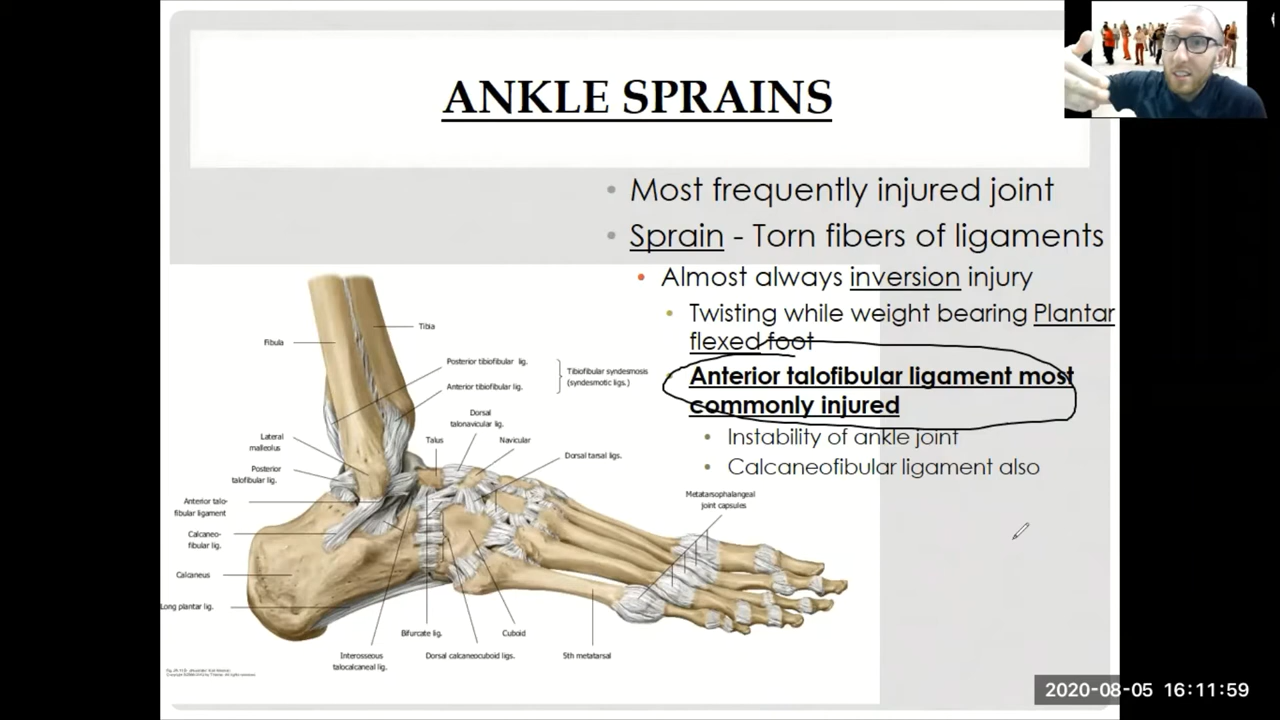 ANKLE SPRAINS
Most frequently injured joint
Sprain - Torn fibers of ligaments
Almost always inversion injury
Twisting while weight bearing Plantar
flexed foot
Anterior talofibular ligament most
commonly injured
Instability of ankle joint
Calcaneofibular ligament also
Tibia
Fibula
Posterior tibiofibular lig.
Anterior tibiofibular lig.
Tibiofibular syndesmosis
(syndesmotic ligs.)
Dorsal
talonavicular lig.
Talus
Navicular
Dorsal tarsal ligs.
Lateral
malleolus
Posterior
talofibular lig.
Anterior talo-
fibular ligament
Calcaneo-
fibular lig.
Calcaneus
Long plantar lig.
Metatarsophalangeal
joint capsules
Bifurcate lig.
Cuboid
Interosseous
talocalcaneal lig.
Dorsal calcaneocuboid ligs.
5th metatarsal
2020-08-05 16:11:59